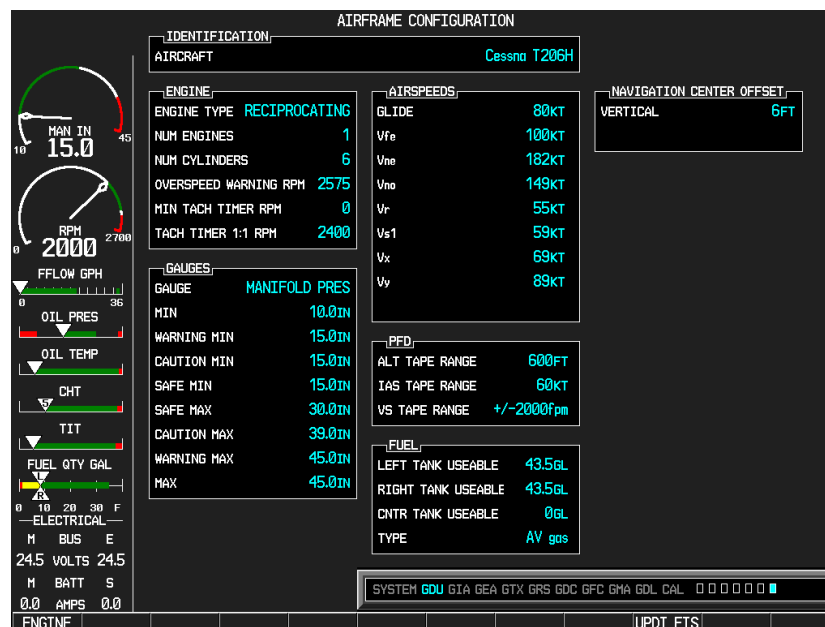 AIRFRAME CONFIGURATION
IDENTIFICATION
AIRCRAFT Cessna T206H
MAN IN
15.0
10 45
RPM
2000
0 2700
FFLOW GPH
0 36
OIL PRES
OIL TEMP
CHT
5
TIT
FUEL QTY GAL
L
R
0 10 20 30 F
ELECTRICAL
M BUS E
24.5 VOLTS 24.5
M BATT S
0.0 AMPS 0.0
ENGINE
ENGINE TYPE RECIPROCATING
NUM ENGINES 1
NUM CYLINDERS 6
OVERSPEED WARNING RPM 2575
MIN TACH TIMER RPM 0
TACH TIMER 1:1 RPM 2400
GAUGES
GAUGE MANIFOLD PRES
MIN 10.0IN
WARNING MIN 15.0IN
CAUTION MIN 15.0IN
SAFE MIN 15.0IN
SAFE MAX 30.0IN
CAUTION MAX 39.0IN
WARNING MAX 45.0IN
MAX 45.0IN
AIRSPEEDS
GLIDE 80KT
Vfe 100KT
Vne 182KT
Vno 149KT
Vr 55KT
Vs1 59KT
Vx 69KT
Vy 89KT
PFD
ALT TAPE RANGE 600FT
IAS TAPE RANGE 60KT
VS TAPE RANGE +/-2000fpm
FUEL
LEFT TANK USEABLE 43.5GL
RIGHT TANK USEABLE 43.5GL
CNTR TANK USEABLE 0GL
TYPE AV gas
NAVIGATION CENTER OFFSET
VERTICAL 6FT
SYSTEM GDU GIA GEA GTX GRS GDC GFC GMA GDL CAL
ENGINE UPDT EIS